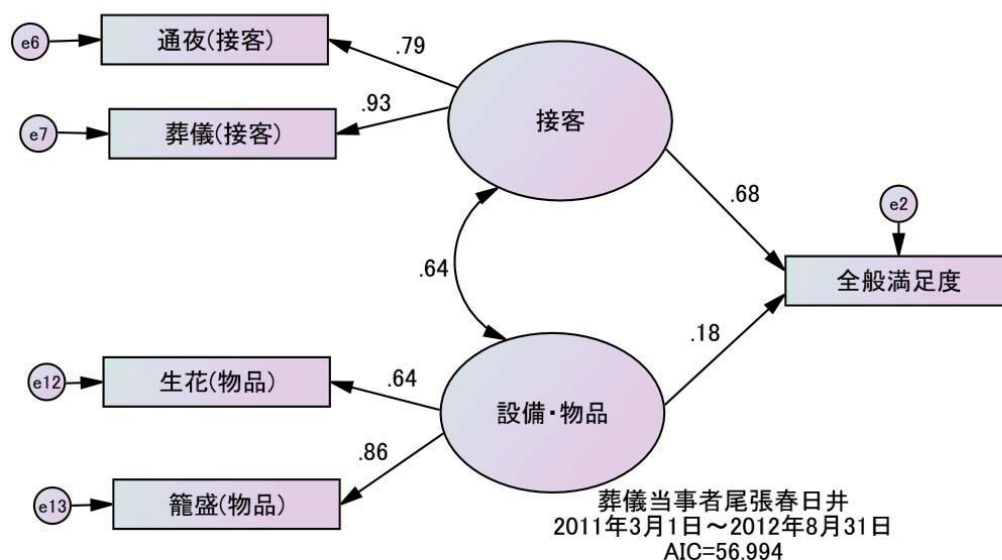 e6
通夜(接客)
.79
e7
葬儀(接客)
.93
接客
.68
e2
全般満足度
.64
.18
e12
生花(物品)
.64
設備・物品
.86
e13
籠盛(物品)
葬儀当事者尾張春日井
2011年3月1日～2012年8月31日
AIC=56.994